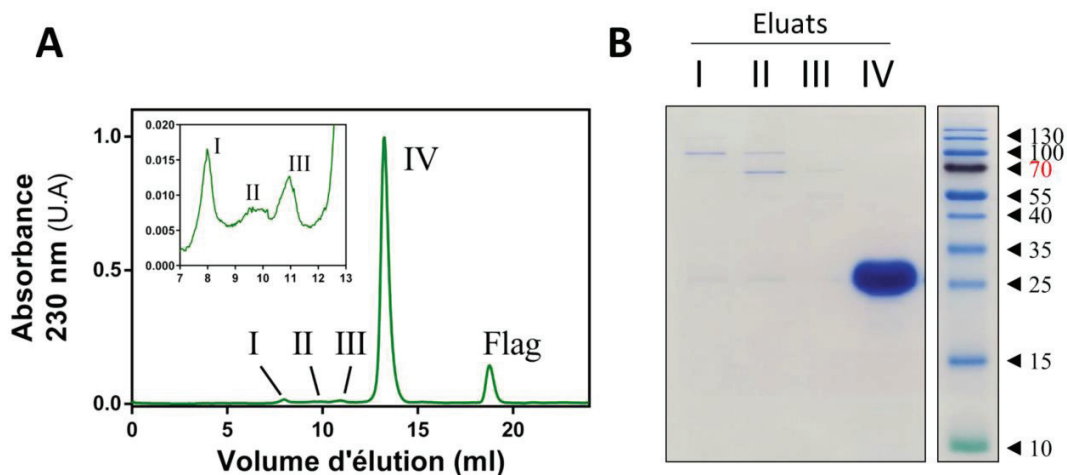 A
Absorbance
230 nm (U.A)
1.0
0.5
0.0
0.020
0.015
0.010
0.005
0.000
7 8 9 10 11 12 13
I
II
III
IV
I
II
III
Flag
0 5 10 15 20
Volume d'élution (ml)
B
Eluats
I II III IV
130
100
70
55
40
35
25
15
10